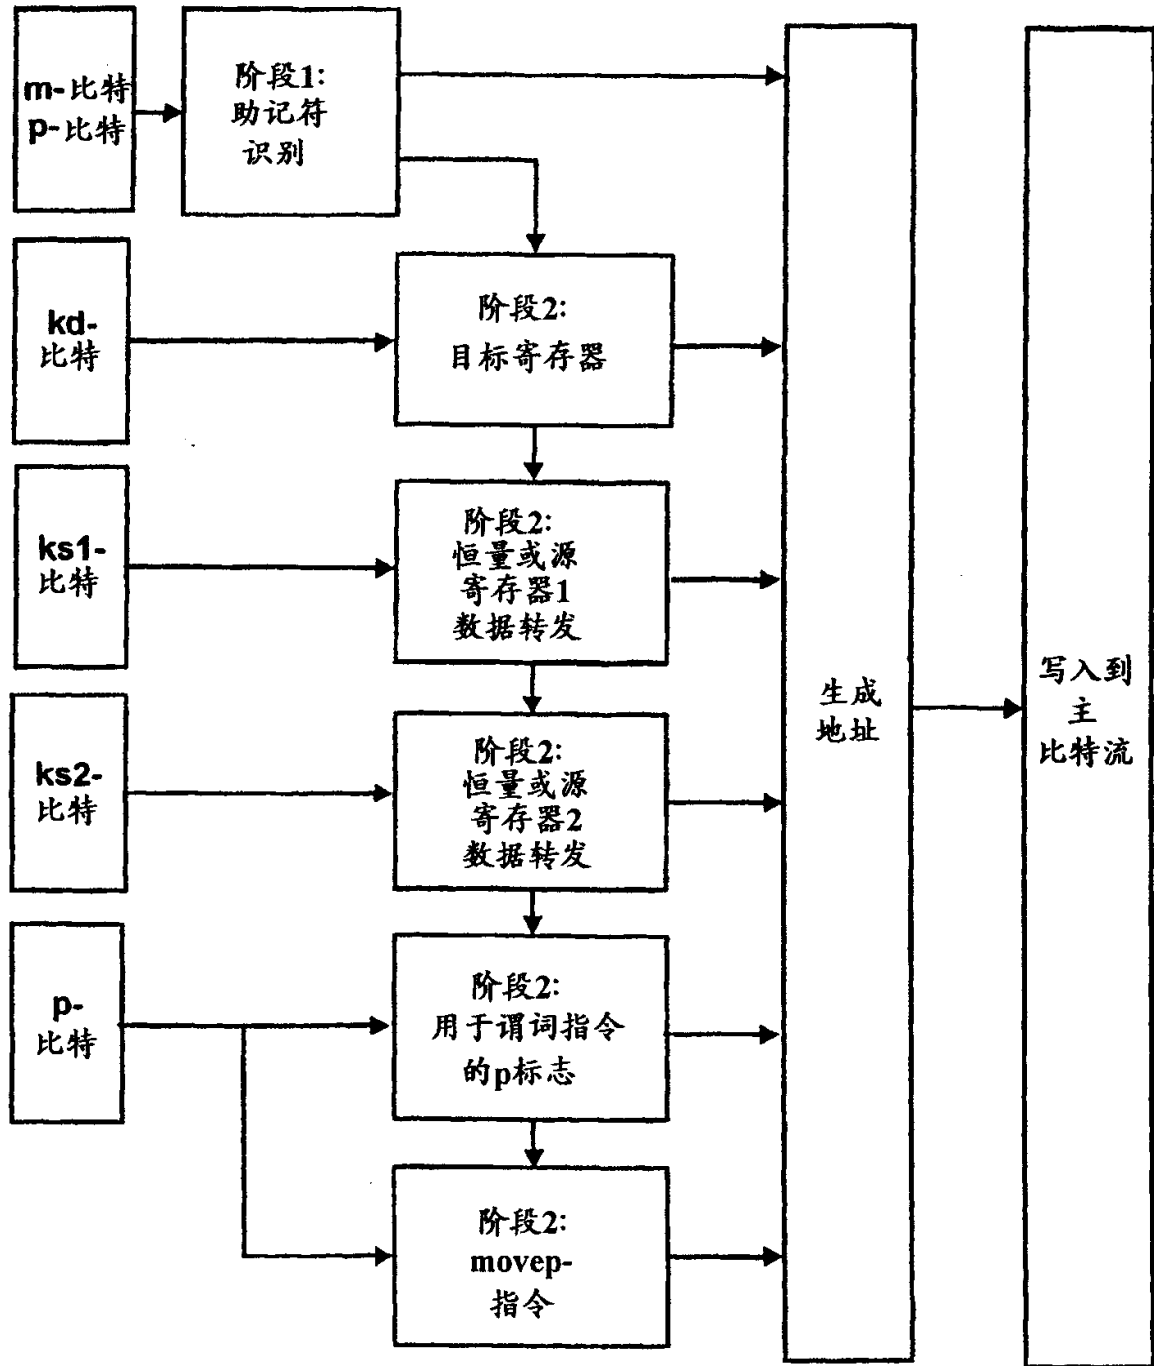 m-比特
p-比特
阶段1:
助记符
识别
kd-
比特
阶段2:
目标寄存器
ks1-
比特
阶段2:
恒量或源
寄存器1
数据转发
ks2-
比特
阶段2:
恒量或源
寄存器2
数据转发
p-
比特
阶段2:
用于谓词指令
的p标志
阶段2:
movep-
指令
生成
地址
写入到
主
比特流